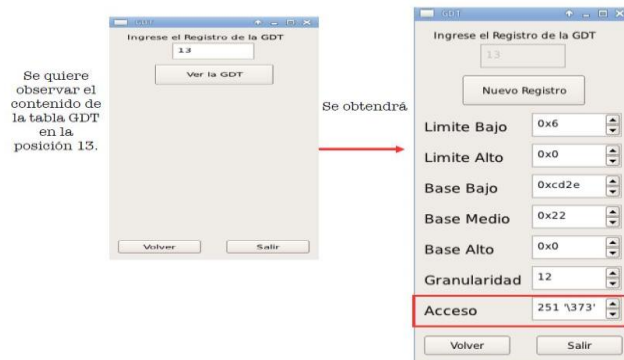 Se quiere
observar el
contenido de
la tabla GDT
en la
posición 13.
GDT
Ingrese el Registro de la GDT
13
Ver la GDT
Volver
Salir
Se obtendrá
GDT
Ingrese el Registro de la GDT
13
Nuevo Registro
Limite Bajo
0x6
Limite Alto
0x0
Base Bajo
0xcd2e
Base Medio
0x22
Base Alto
0x0
Granularidad
12
Acceso
251 '\373'
Volver
Salir